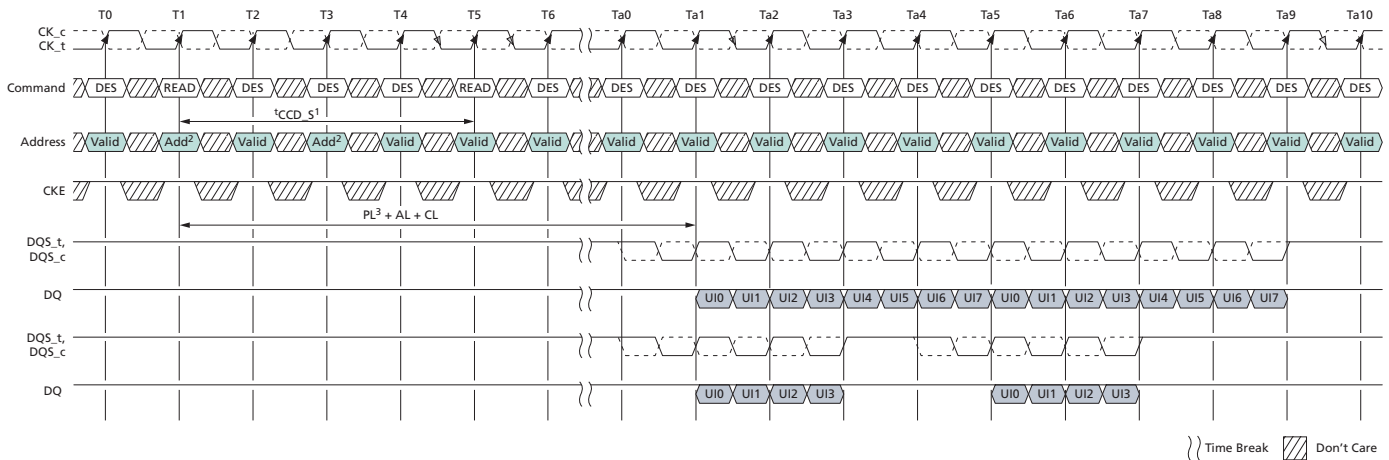 T0 T1 T2 T3 T4 T5 T6 Ta0 Ta1 Ta2 Ta3 Ta4 Ta5 Ta6 Ta7 Ta8 Ta9 Ta10
CK_c
CK_t
Command DES READ DES DES DES READ DES DES DES DES DES DES DES DES DES DES DES DES
tCCD_S1
Address Valid Add2 Valid Add2 Valid Valid Valid Valid Valid Valid Valid Valid Valid Valid Valid Valid Valid Valid
CKE
PL3 + AL + CL
DQS_t,
DQS_c
DQ UI0 UI1 UI2 UI3 UI4 UI5 UI6 UI7 UI0 UI1 UI2 UI3 UI4 UI5 UI6 UI7
DQS_t,
DQS_c
DQ UI0 UI1 UI2 UI3 UI0 UI1 UI2 UI3
Time Break Don't Care